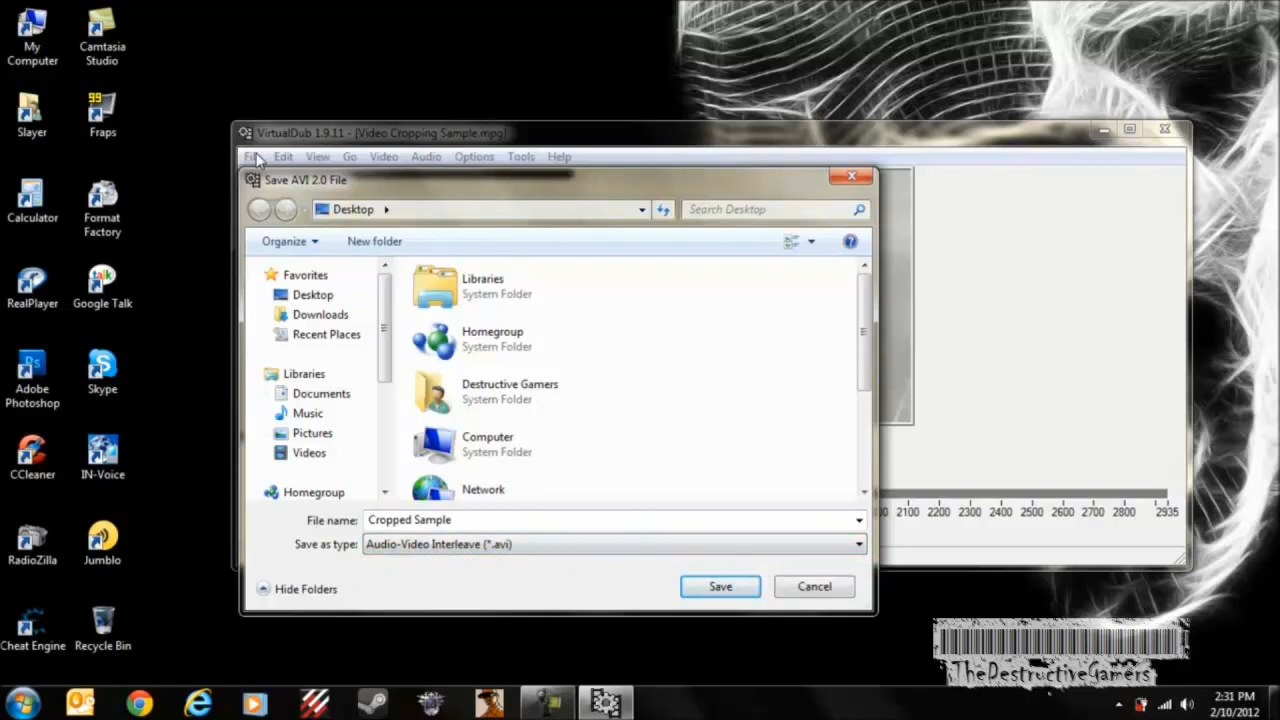 My Computer
Camtasia Studio
Slayer
99
Fraps
Calculator
Format Factory
RealPlayer
talk
Google Talk
Ps
Adobe Photoshop
Skype
CCleaner
IN-Voice
RadioZilla
Jumblo
Cheat Engine
Recycle Bin
VirtualDub 1.9.11 - [Video Cropping Sample.mpg]
File Edit View Go Video Audio Options Tools Help
Save AVI 2.0 File
Desktop
Search Desktop
Organize
New folder
Favorites
Desktop
Downloads
Recent Places
Libraries
Documents
Music
Pictures
Videos
Homegroup
Libraries
System Folder
Homegroup
System Folder
Destructive Gamers
System Folder
Computer
System Folder
Network
File name: Cropped Sample
Save as type: Audio-Video Interleave (*.avi)
Hide Folders
Save
Cancel
2100 2200 2300 2400 2500 2600 2700 2800 2935
TheDestructiveGamers
2:31 PM
2/10/2012